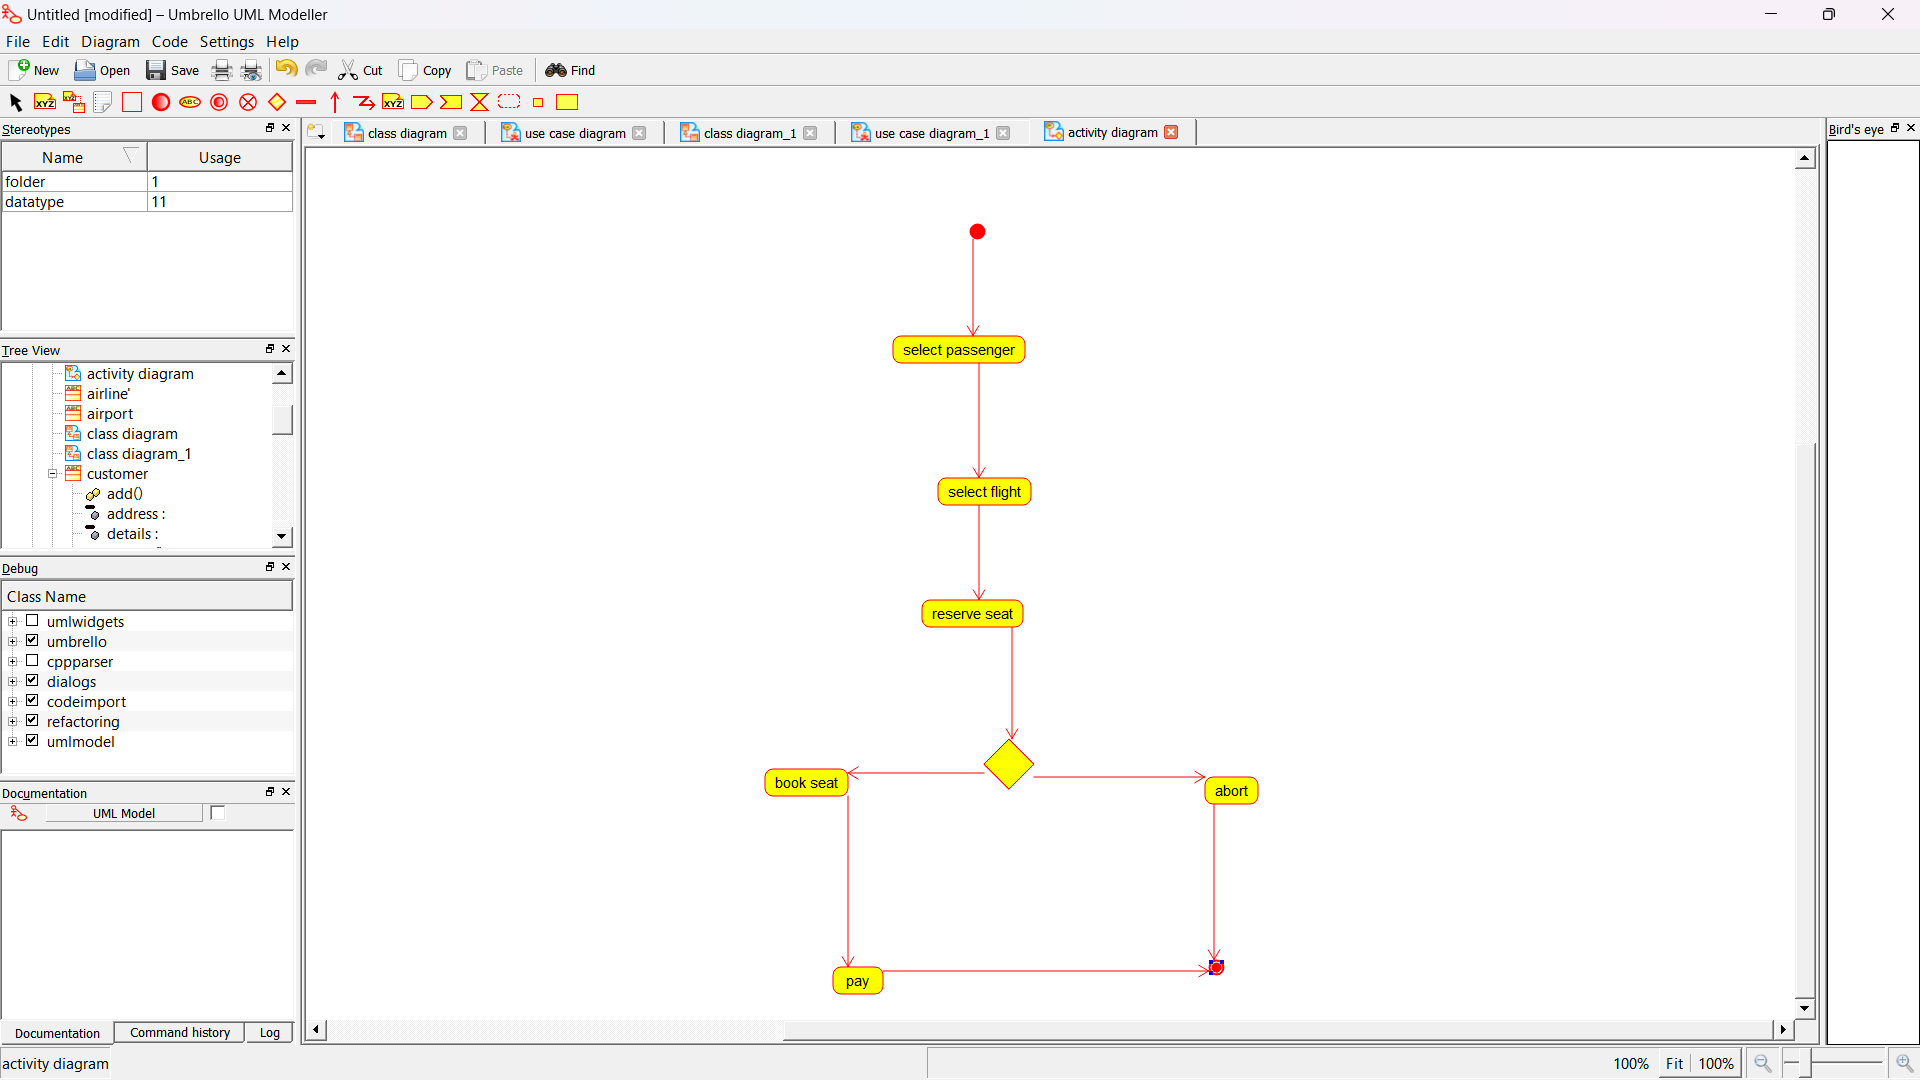 Untitled [modified] – Umbrello UML Modeller
File Edit Diagram Code Settings Help
New Open Save Cut Copy Paste Find
XYZ XYZ ABC XYZ
Stereotypes
Name Usage
folder 1
datatype 11
Tree View
activity diagram
airline'
airport
class diagram
class diagram_1
customer
add()
address :
details :
Debug
Class Name
umlwidgets
umbrello
cppparser
dialogs
codeimport
refactoring
umlmodel
Documentation
UML Model
Documentation Command history Log
activity diagram
class diagram use case diagram class diagram_1 use case diagram_1 activity diagram
select passenger
select flight
reserve seat
book seat
abort
pay
Bird's eye
100% Fit 100%